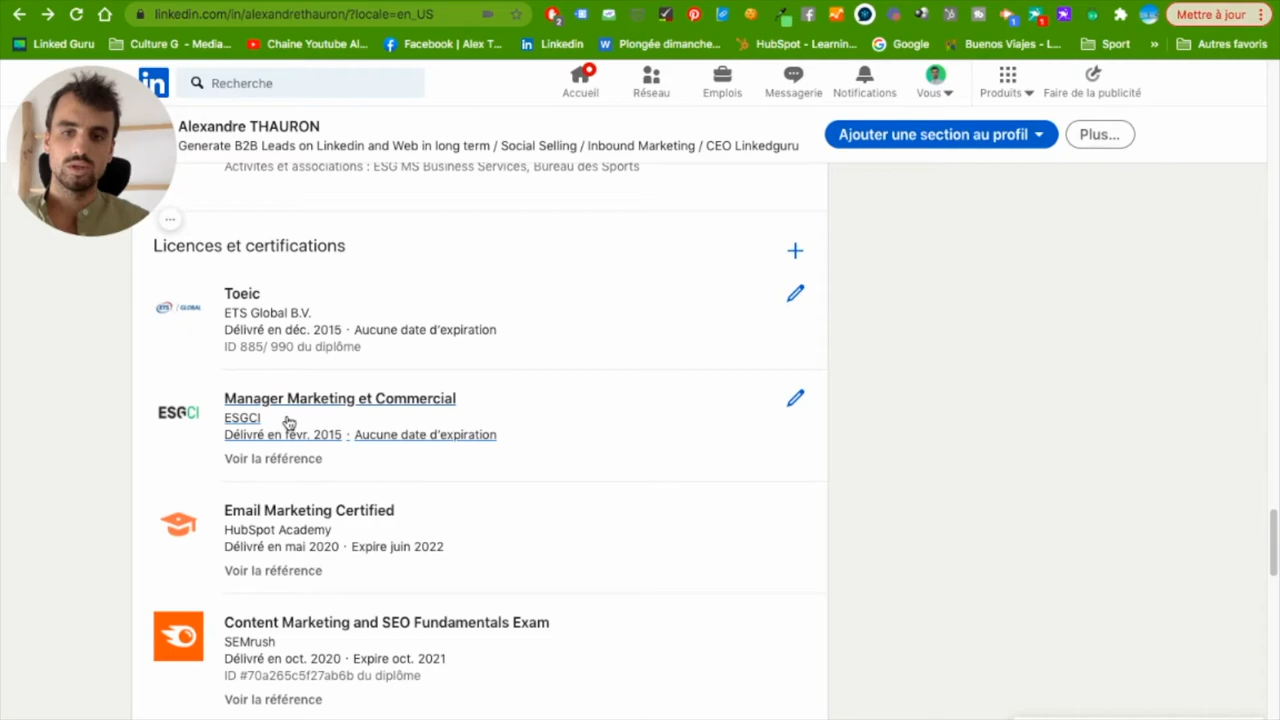 linkedin.com/in/alexandrethauron/?locale=en_US
Mettre à jour
Linked Guru
Culture G - Media...
Chaine Youtube Al...
Facebook | Alex T...
Linkedin
Plongée dimanche...
HubSpot - Learnin...
Google
Buenos Viajes - L...
Sport
»
Autres favoris
in
Recherche
Accueil
Réseau
Emplois
Messagerie
Notifications
Vous
Produits
Faire de la publicité
Alexandre THAURON
Generate B2B Leads on Linkedin and Web in long term / Social Selling / Inbound Marketing / CEO Linkedguru
Ajouter une section au profil
Plus...
Activités et associations : ESG MS Business Services, Bureau des Sports
Licences et certifications
ETS GLOBAL
Toeic
ETS Global B.V.
Délivré en déc. 2015 · Aucune date d'expiration
ID 885/ 990 du diplôme
ESGCI
Manager Marketing et Commercial
ESGCI
Délivré en févr. 2015 · Aucune date d'expiration
Voir la référence
Email Marketing Certified
HubSpot Academy
Délivré en mai 2020 · Expire juin 2022
Voir la référence
Content Marketing and SEO Fundamentals Exam
SEMrush
Délivré en oct. 2020 · Expire oct. 2021
ID #70a265c5f27ab6b du diplôme
Voir la référence